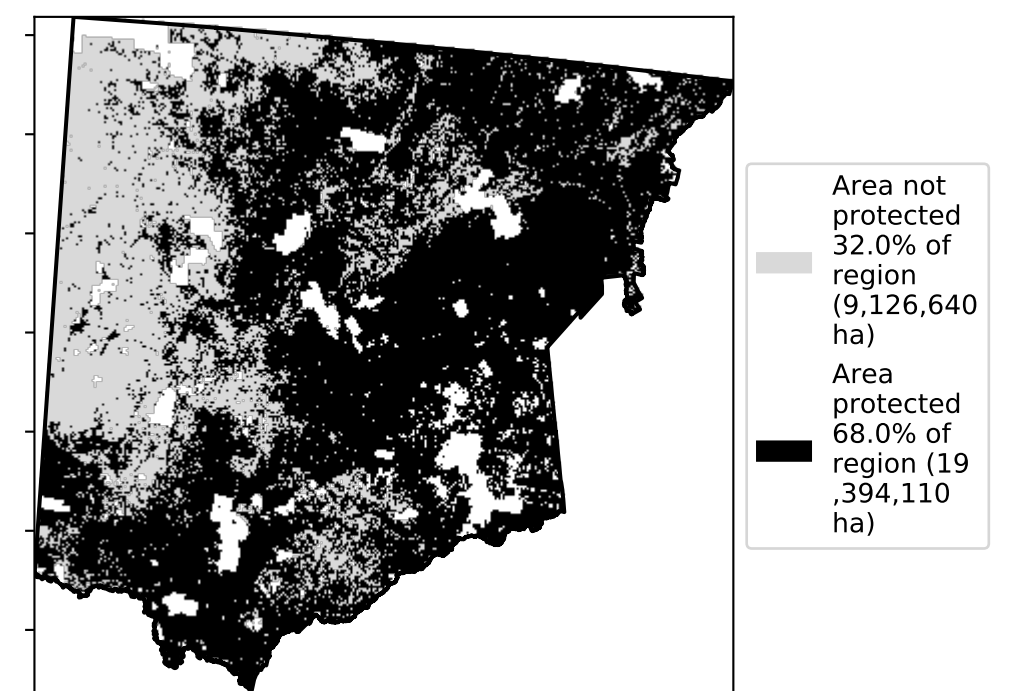 Area not
protected
32.0% of
region
(9,126,640
ha)
Area
protected
68.0% of
region (19
,394,110
ha)